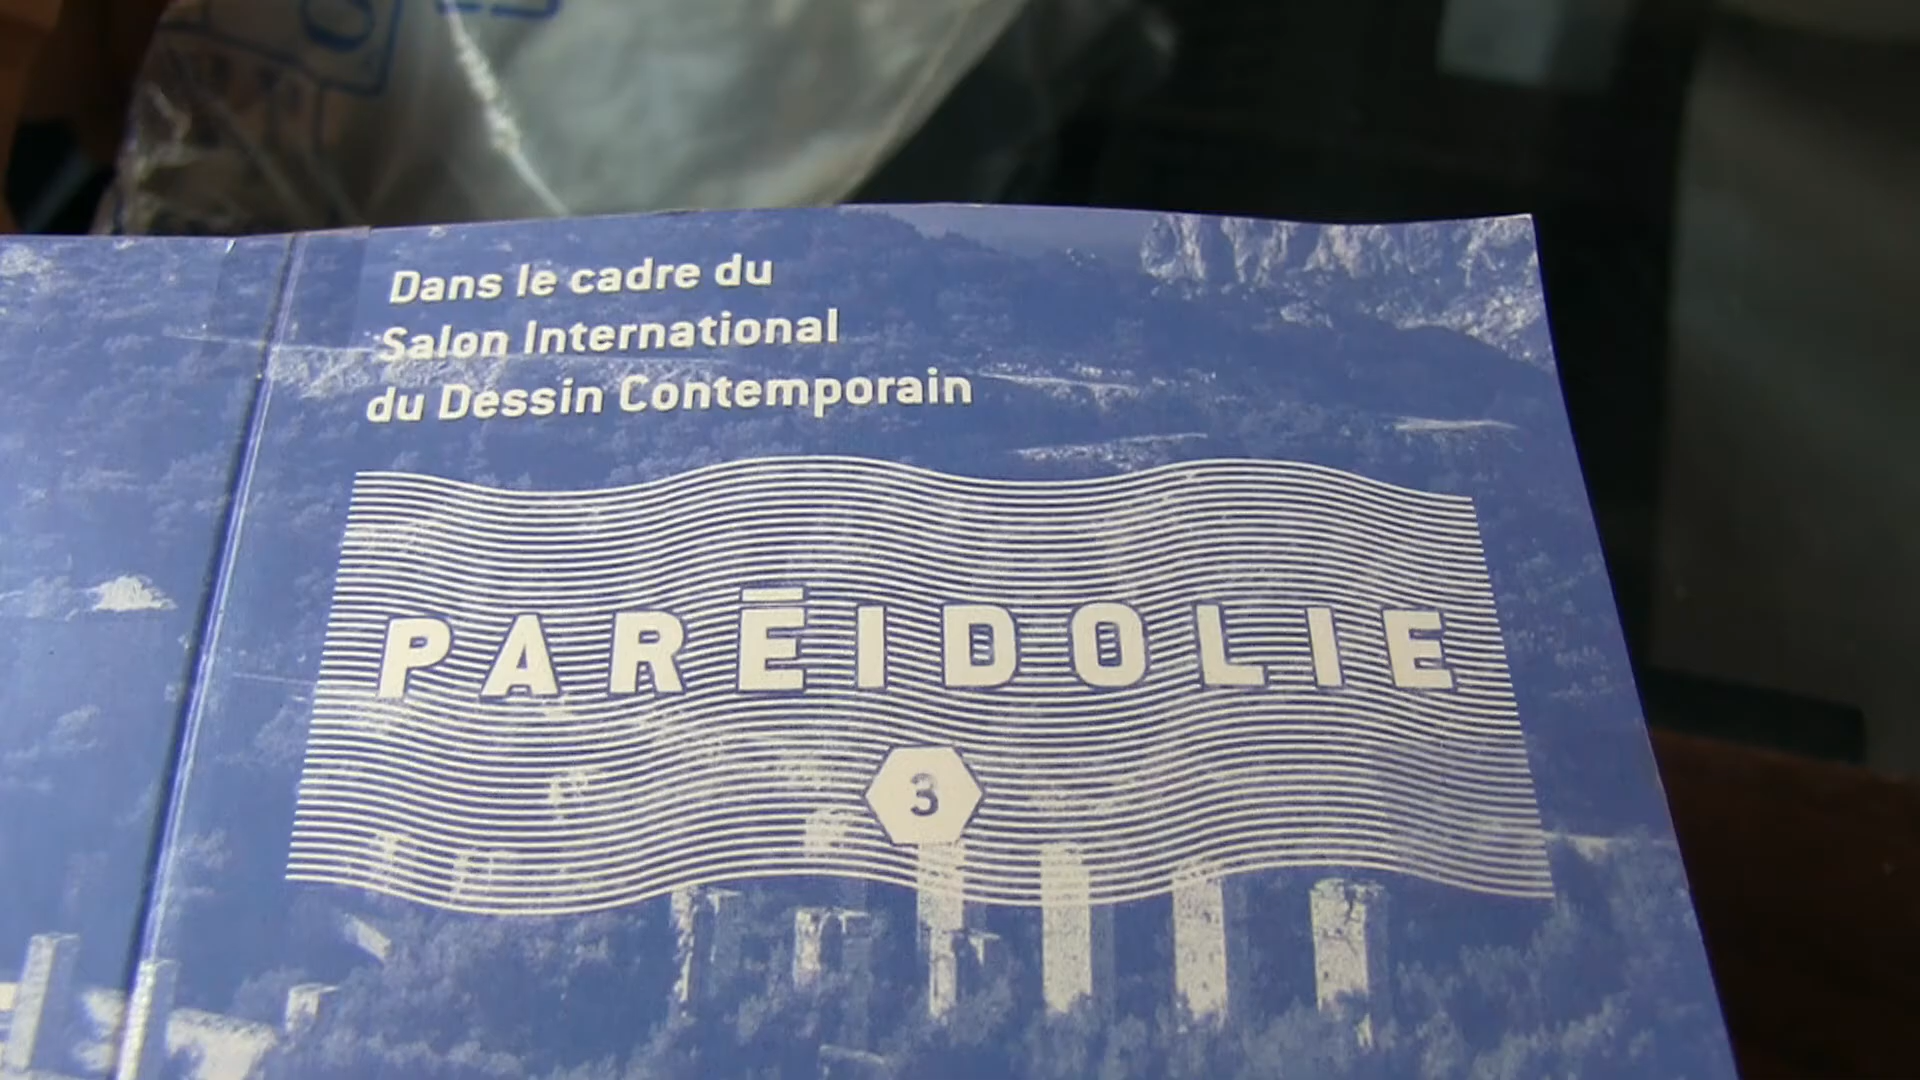 Dans le cadre du
Salon International
du Dessin Contemporain
PARĒIDOLIE
3